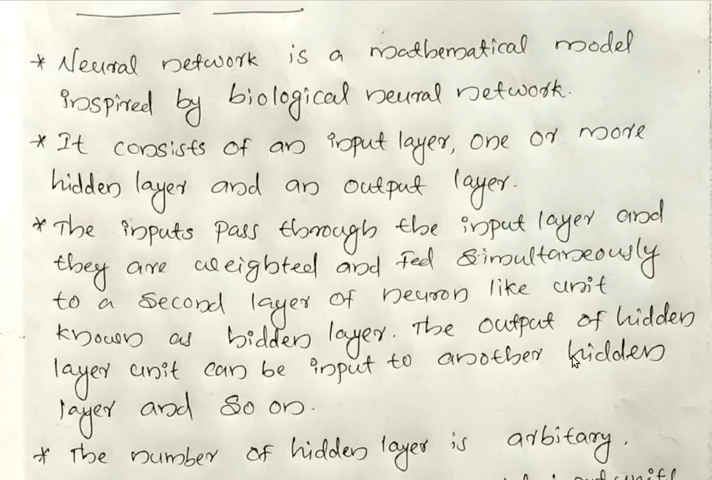 * Neural network is a mathematical model
inspired by biological neural network.
* It consists of an input layer, one or more
hidden layer and an output layer.
* The inputs pass through the input layer and
they are weighted and fed simultaneously
to a second layer of neuron like unit
known as hidden layer. The output of hidden
layer unit can be input to another hidden
layer and so on.
* The number of hidden layer is arbitary.